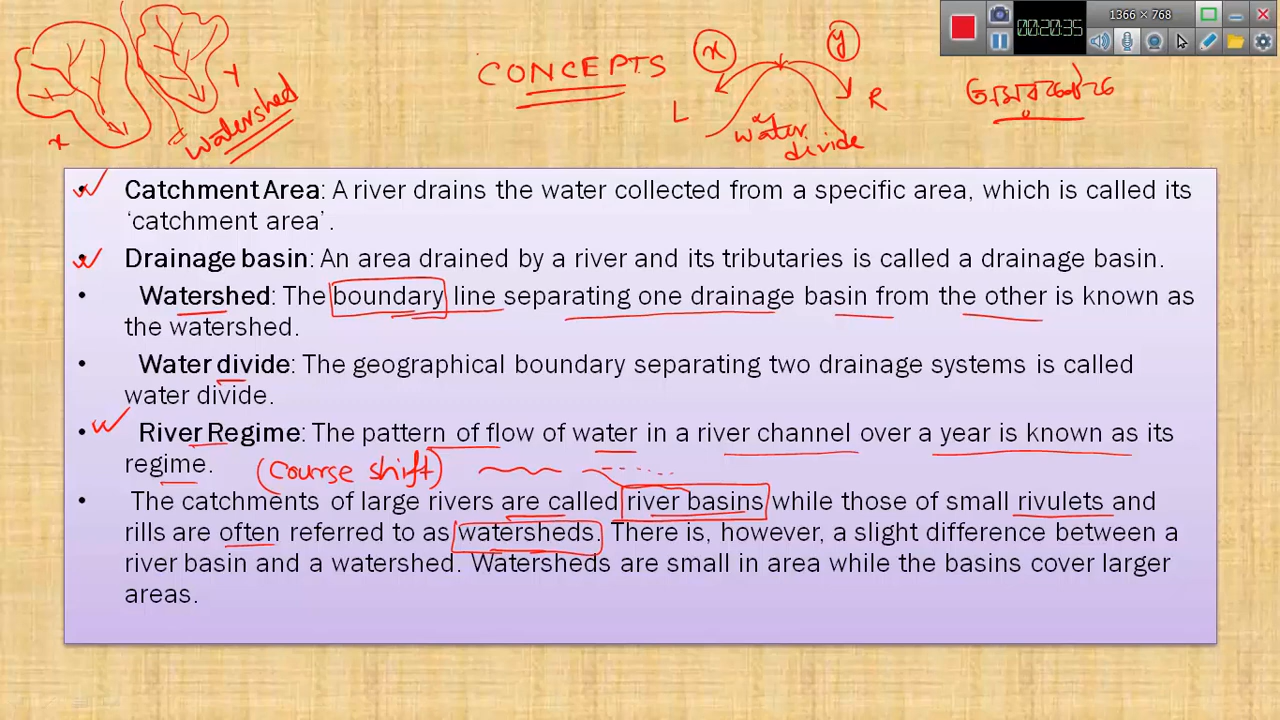 1366 x 768
00:20:35
x
y
CONCEPTS
L
R
water
divide
x
y
watershed
• Catchment Area: A river drains the water collected from a specific area, which is called its
‘catchment area’.
• Drainage basin: An area drained by a river and its tributaries is called a drainage basin.
• Watershed: The boundary line separating one drainage basin from the other is known as
the watershed.
• Water divide: The geographical boundary separating two drainage systems is called
water divide.
• River Regime: The pattern of flow of water in a river channel over a year is known as its
regime.
(course shift)
• The catchments of large rivers are called river basins while those of small rivulets and
rills are often referred to as watersheds. There is, however, a slight difference between a
river basin and a watershed. Watersheds are small in area while the basins cover larger
areas.